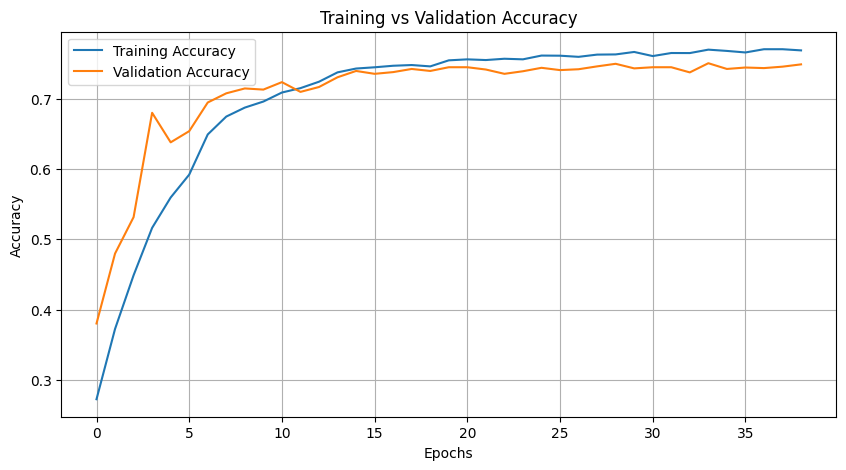 Training vs Validation Accuracy
Training Accuracy
Validation Accuracy
Accuracy
0.7
0.6
0.5
0.4
0.3
0 5 10 15 20 25 30 35
Epochs